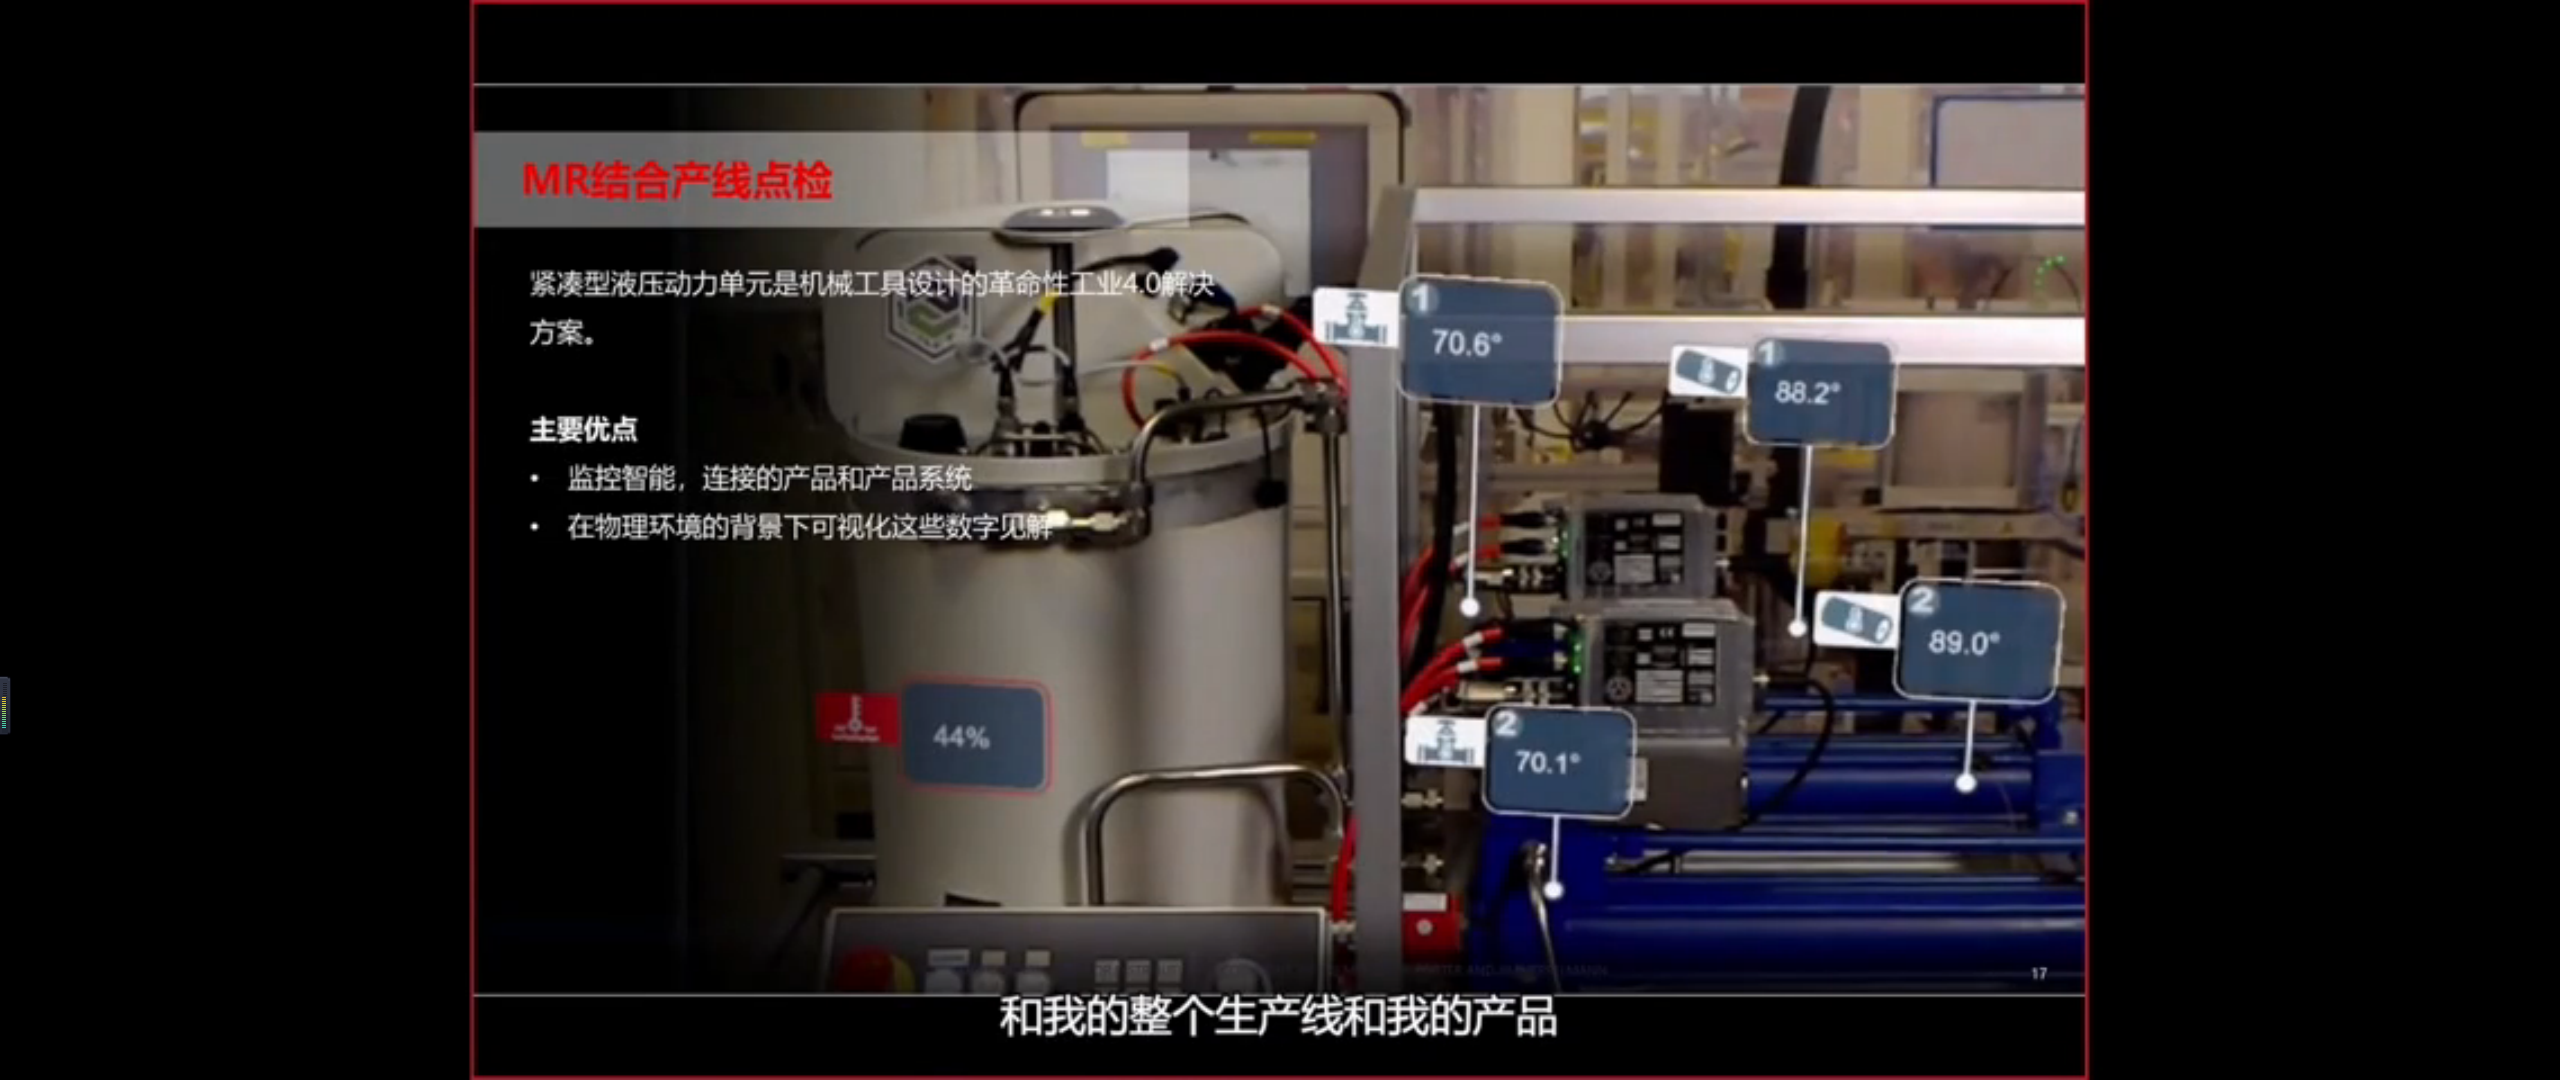 MR结合产线点检
紧凑型液压动力单元是机械工具设计的革命性工业4.0解决
方案。
主要优点
• 监控智能，连接的产品和产品系统
• 在物理环境的背景下可视化这些数字见解
1
70.6°
1
88.2°
2
89.0°
2
70.1°
44%
17
和我的整个生产线和我的产品